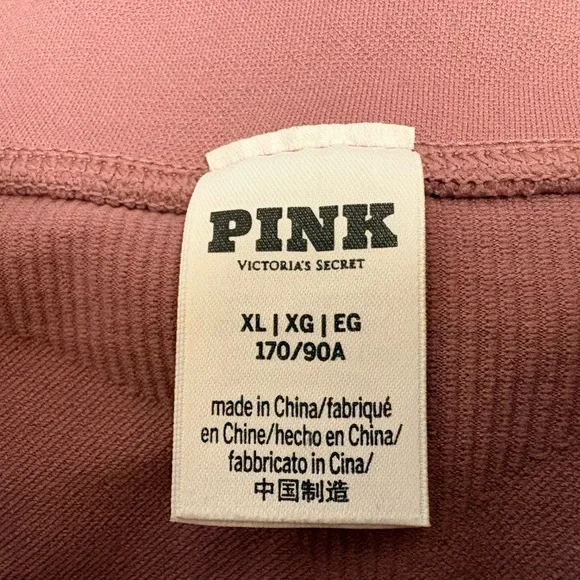 PINK
VICTORIA'S SECRET
XL | XG | EG
170/90A
made in China/fabriqué
en Chine/hecho en China/
fabbricato in Cina/
中国制造